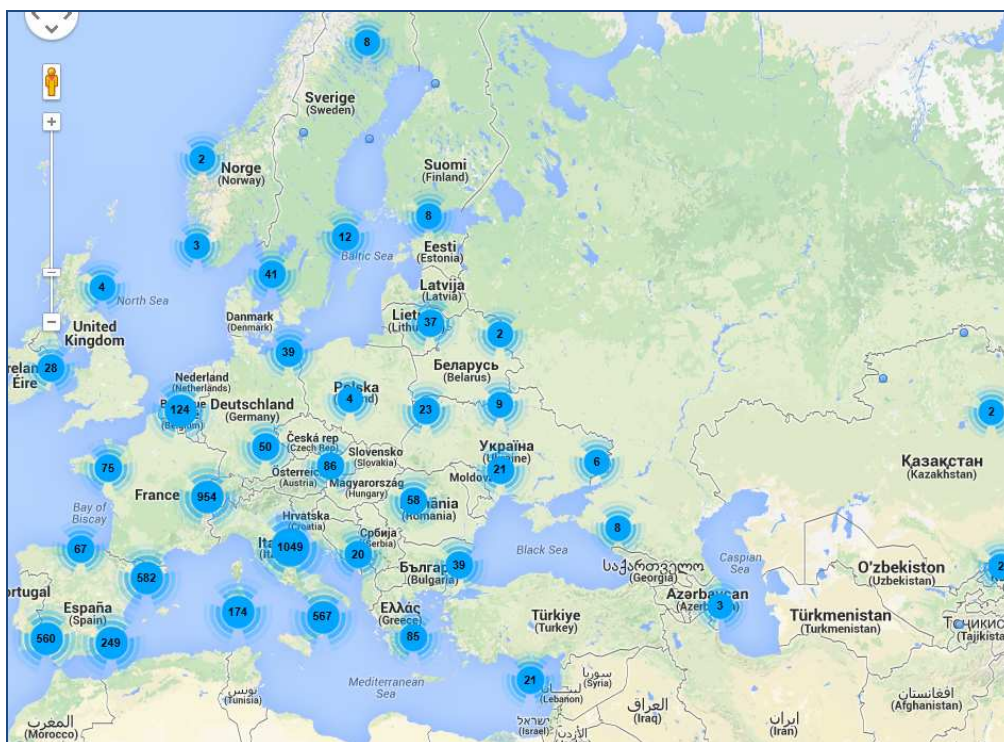 8
Sverige
(Sweden)
2
Norge
(Norway)
Suomi
(Finland)
8
12
3
Baltic Sea
Eesti
(Estonia)
41
4
North Sea
Latvija
(Latvia)
Danmark
(Denmark)
37
United
Kingdom
2
39
28
Éire
Беларусь
(Belarus)
Nederland
(Netherlands)
4
124
Deutschland
(Germany)
23
9
2
50
Česká rep
(Czech Rep)
Slovensko
(Slovakia)
Україна
75
86
21
6
Қазақстан
(Kazakhstan)
Magyarország
(Hungary)
France
954
58
(Romania)
Bay of
Biscay
Hrvatska
(Croatia)
1049
Србија
8
67
20
Black Sea
Caspian
Sea
39
(Bulgaria)
საქართველო
(Georgia)
O'zbekiston
(Uzbekistan)
2
582
España
(Spain)
174
567
Ελλάς
(Greece)
Türkiye
(Turkey)
3
Türkmenistan
(Turkmenistan)
560
249
85
Mediterranean
Sea
21
تونس
(Tunisia)
سوريا
(Syria)
(Lebanon)
العراق
(Iraq)
ایران
(Iran)
افغانستان
(Afghanistan)
المغرب
(Morocco)
ישראל
(Israel)